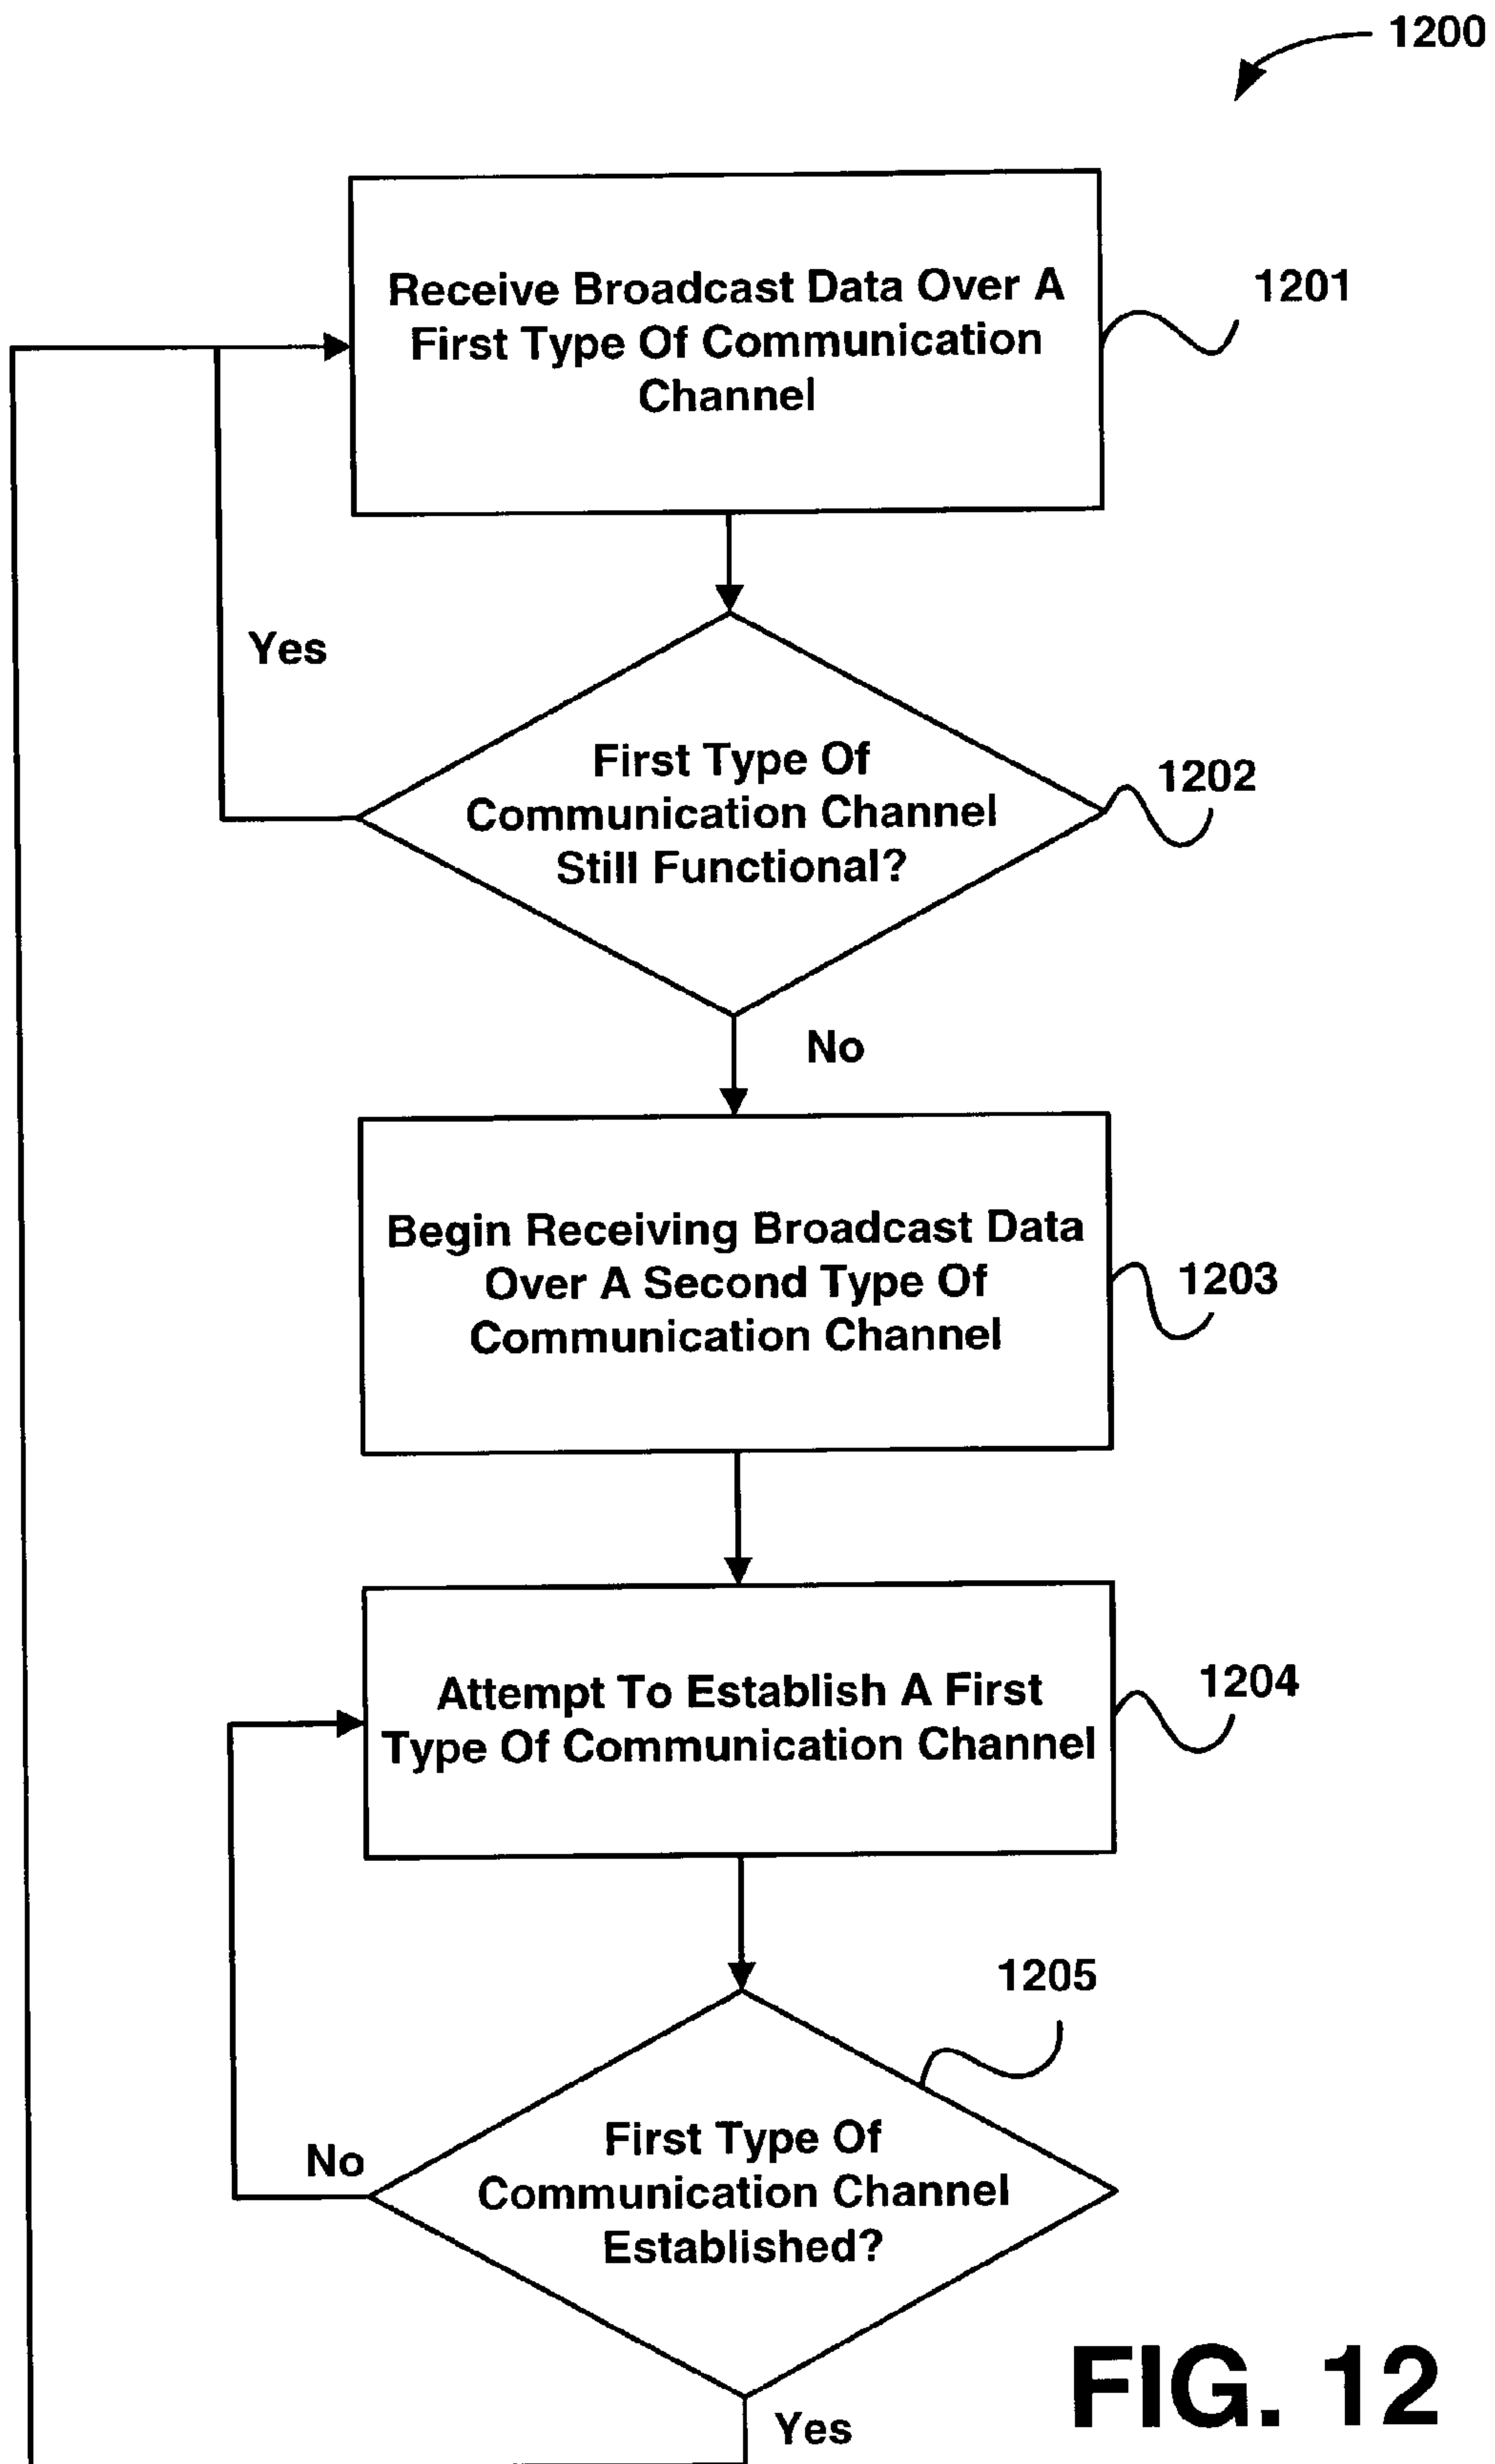 1200
Receive Broadcast Data Over A
First Type Of Communication
Channel
1201
Yes
First Type Of
Communication Channel
Still Functional?
1202
No
Begin Receiving Broadcast Data
Over A Second Type Of
Communication Channel
1203
Attempt To Establish A First
Type Of Communication Channel
1204
1205
No
First Type Of
Communication Channel
Established?
Yes
FIG. 12